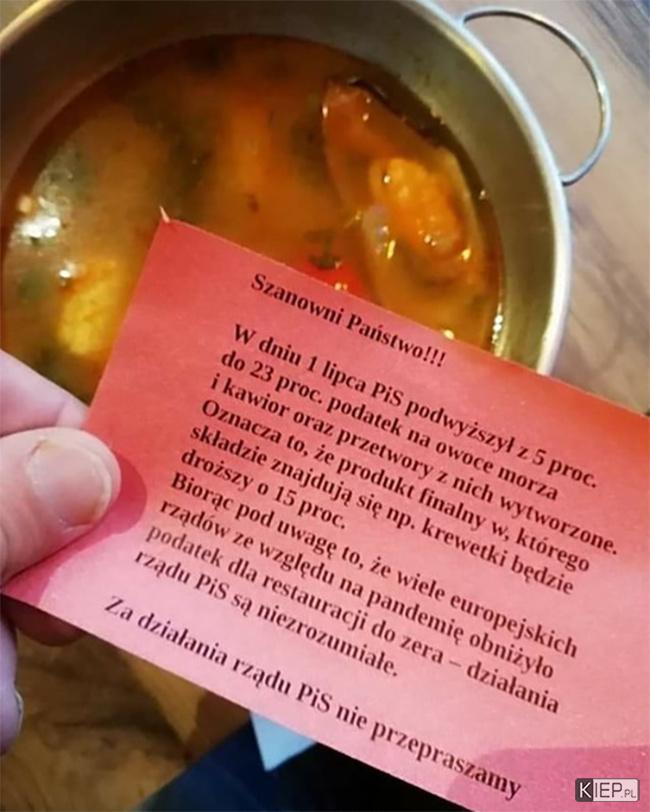 Szanowni Państwo!!!
W dniu 1 lipca PiS podwyższył z 5 proc.
do 23 proc. podatek na owoce morza
i kawior oraz przetwory z nich wytworzone.
Oznacza to, że produkt finalny w, którego
składzie znajdują się np. krewetki będzie
droższy o 15 proc.
Biorąc pod uwagę to, że wiele europejskich
rządów ze względu na pandemię obniżyło
podatek dla restauracji do zera – działania
rządu PiS są niezrozumiałe.
Za działania rządu PiS nie przepraszamy
KIEP.PL